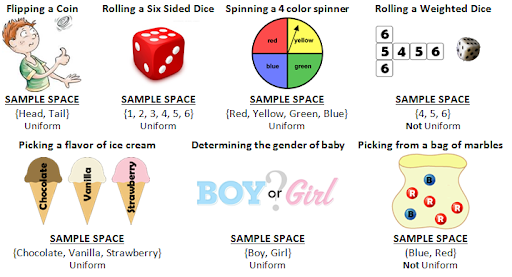 Flipping a Coin
SAMPLE SPACE
{Head, Tail}
Uniform
Rolling a Six Sided Dice
SAMPLE SPACE
{1, 2, 3, 4, 5, 6}
Uniform
Spinning a 4 color spinner
red
yellow
blue
green
SAMPLE SPACE
{Red, Yellow, Green, Blue}
Uniform
Rolling a Weighted Dice
6
5 4 5 6
6
SAMPLE SPACE
{4, 5, 6}
Not Uniform
Picking a flavor of ice cream
Chocolate
Vanilla
Strawberry
SAMPLE SPACE
{Chocolate, Vanilla, Strawberry}
Uniform
Determining the gender of baby
BOY or Girl
?
SAMPLE SPACE
{Boy, Girl}
Uniform
Picking from a bag of marbles
B
R
R
B
R
R
SAMPLE SPACE
{Blue, Red}
Not Uniform